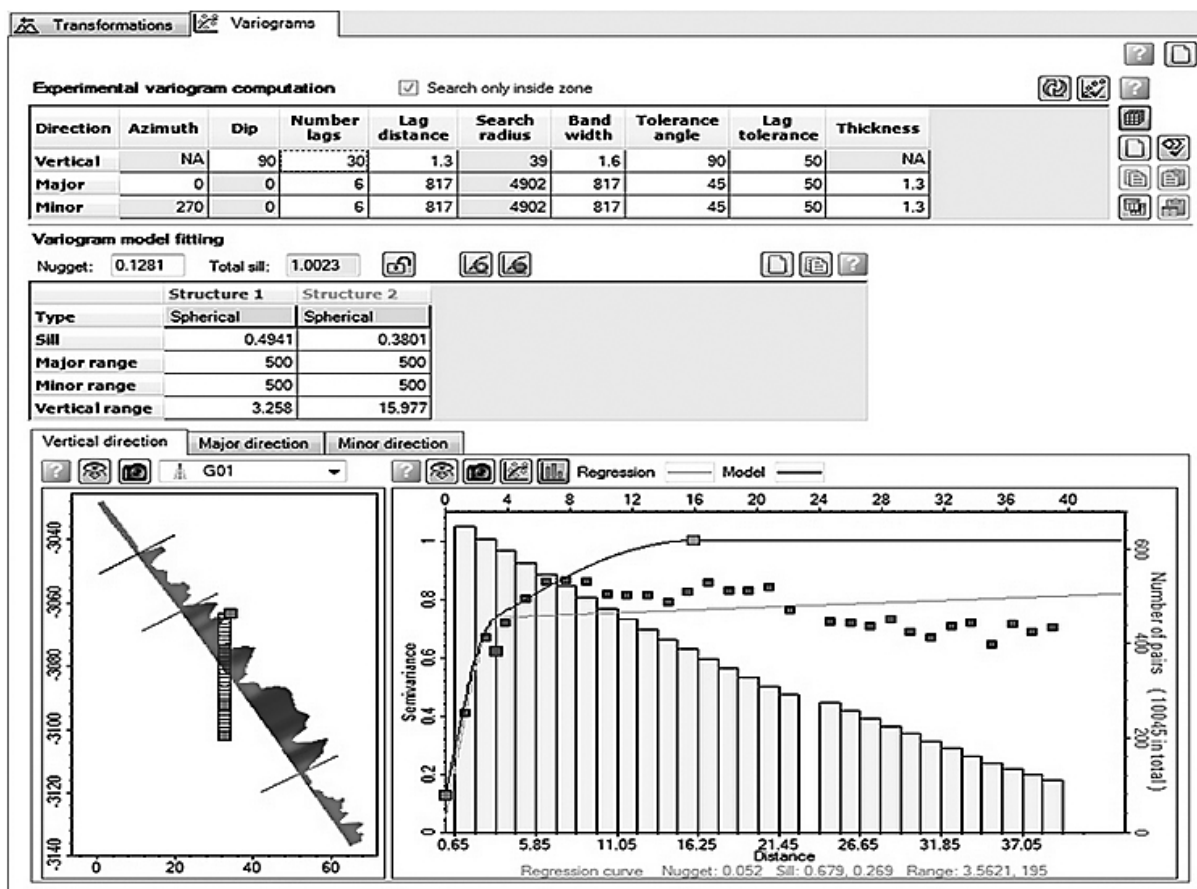 Transformations Variograms
Experimental variogram computation Search only inside zone
Direction Azimuth Dip Number lags Lag distance Search radius Band width Tolerance angle Lag tolerance Thickness
Vertical NA 90 30 1.3 39 1.6 90 50 NA
Major 0 0 6 817 4902 817 45 50 1.3
Minor 270 0 6 817 4902 817 45 50 1.3
Variogram model fitting
Nugget: 0.1281 Total sill: 1.0023
Structure 1 Structure 2
Type Spherical Spherical
Sill 0.4941 0.3801
Major range 500 500
Minor range 500 500
Vertical range 3.258 15.977
Vertical direction Major direction Minor direction
G01 Regression Model
0 4 8 12 16 20 24 28 32 36 40
-3040
-3060
-3080
-3100
-3120
-3140
0 20 40 60
Semivariance
1
0.8
0.6
0.4
0.2
0
Number of pairs (10045 in total)
600
400
200
0
0.65 5.85 11.05 16.25 21.45 26.65 31.85 37.05
Distance
Regression curve Nugget: 0.052 Sill: 0.679, 0.269 Range: 3.5621, 195